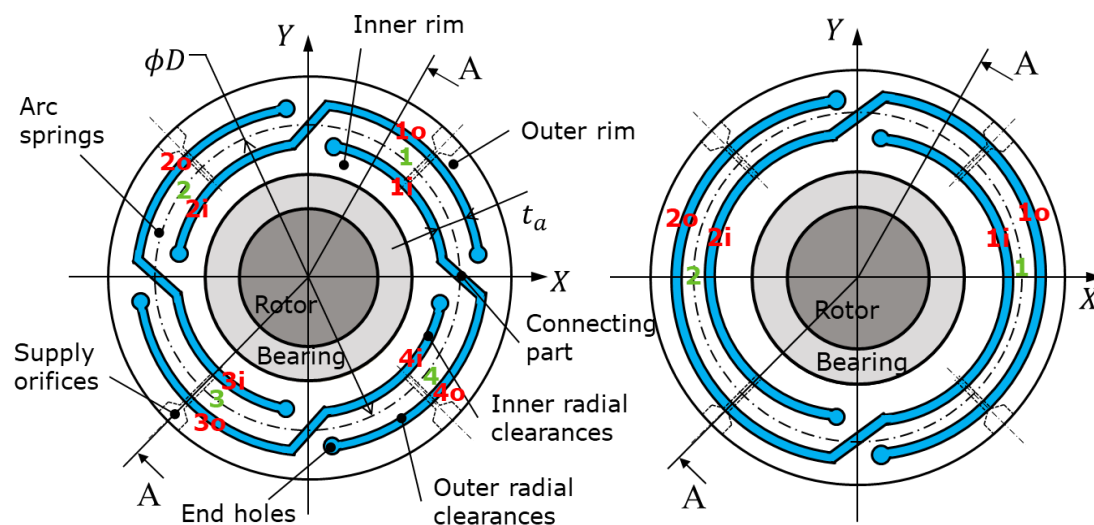 Inner rim
Y
ϕD
A
Arc
springs
1o
Outer rim
2o
1
2
1i
2i
t_a
X
Rotor
Connecting
part
Bearing
Supply
orifices
4i
3i
4
3
4o
3o
Inner radial
clearances
A
End holes
Outer radial
clearances
Y
A
2o
1o
2i
1i
2
1
X
Rotor
Bearing
A